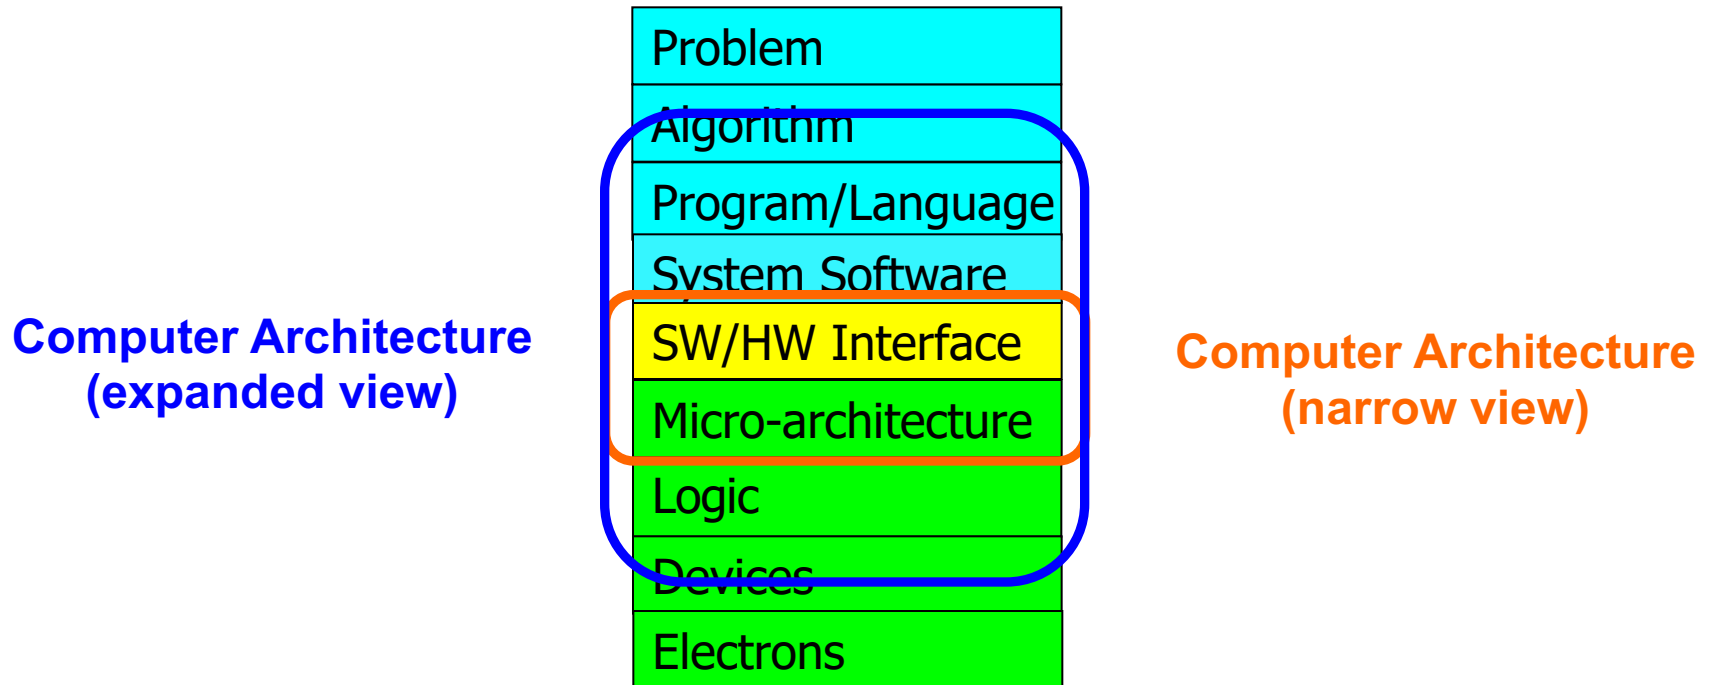 Problem
Algorithm
Program/Language
System Software
SW/HW Interface
Micro-architecture
Logic
Devices
Electrons
Computer Architecture
(expanded view)
Computer Architecture
(narrow view)